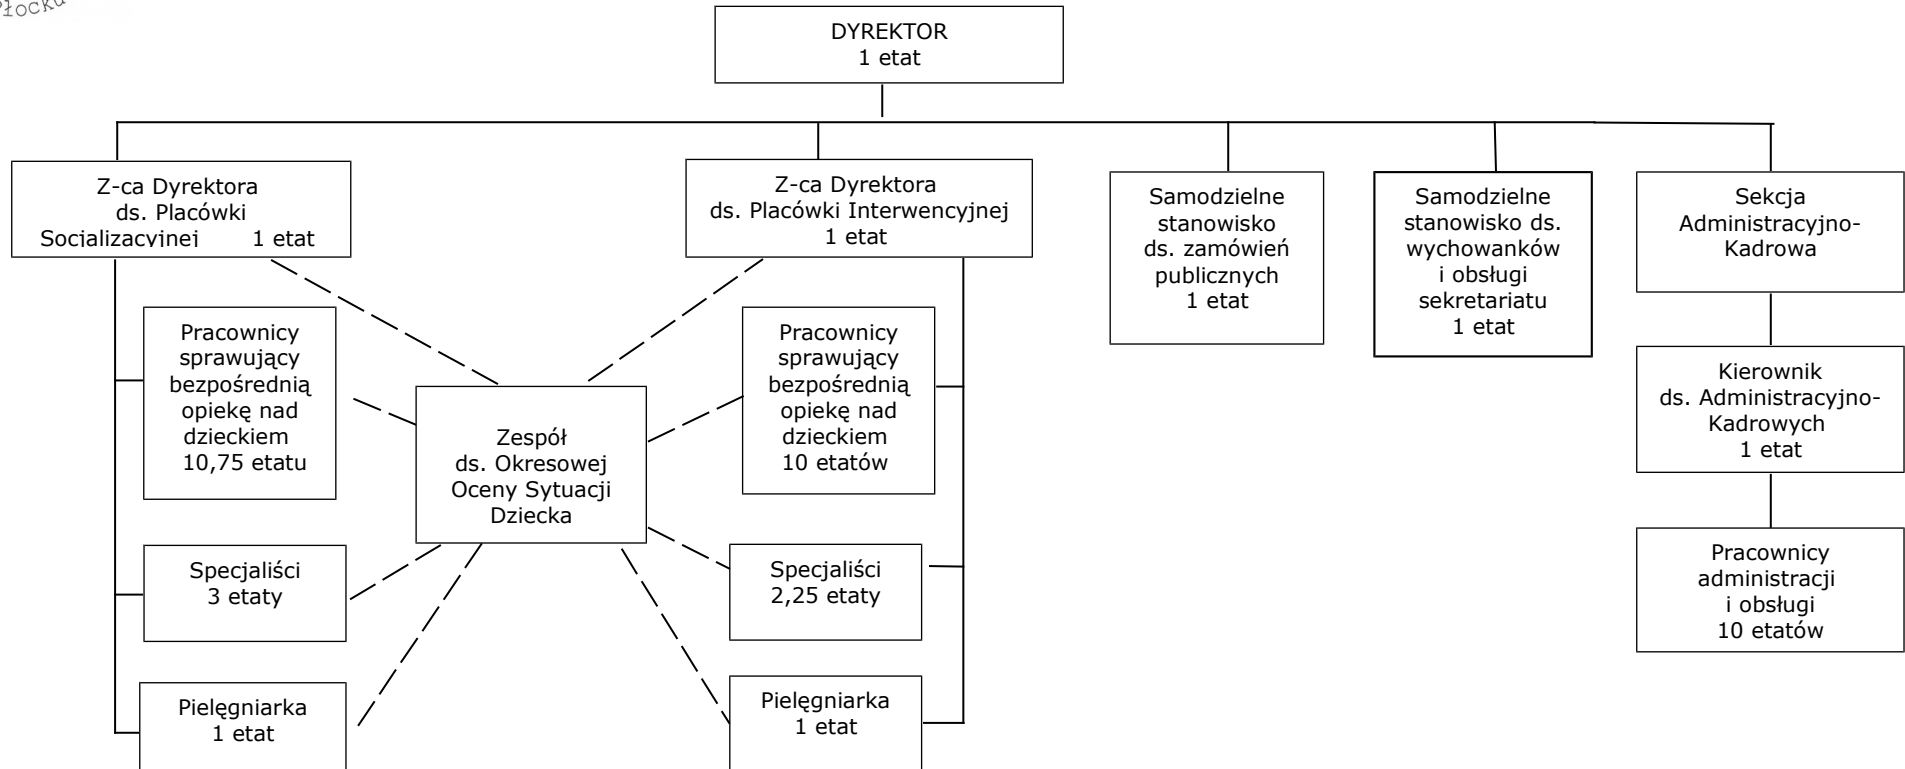 Płocku
DYREKTOR
1 etat
Z-ca Dyrektora
ds. Placówki
Socjalizacyjnej 1 etat
Z-ca Dyrektora
ds. Placówki Interwencyjnej
1 etat
Samodzielne
stanowisko
ds. zamówień
publicznych
1 etat
Samodzielne
stanowisko ds.
wychowanków
i obsługi
sekretariatu
1 etat
Sekcja
Administracyjno-
Kadrowa
Pracownicy
sprawujący
bezpośrednią
opiekę nad
dzieckiem
10,75 etatu
Zespół
ds. Okresowej
Oceny Sytuacji
Dziecka
Pracownicy
sprawujący
bezpośrednią
opiekę nad
dzieckiem
10 etatów
Kierownik
ds. Administracyjno-
Kadrowych
1 etat
Specjaliści
3 etaty
Specjaliści
2,25 etaty
Pracownicy
administracji
i obsługi
10 etatów
Pielęgniarka
1 etat
Pielęgniarka
1 etat